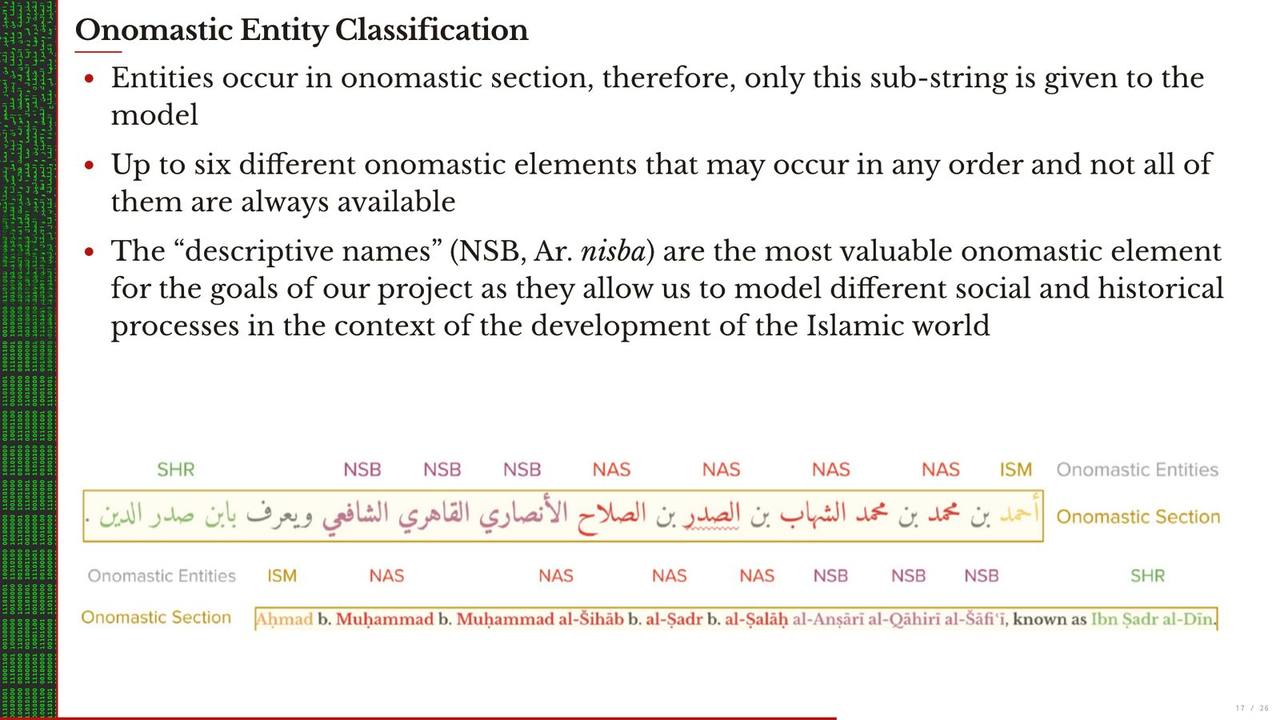 Onomastic Entity Classification
• Entities occur in onomastic section, therefore, only this sub-string is given to the
model
• Up to six different onomastic elements that may occur in any order and not all of
them are always available
• The “descriptive names” (NSB, Ar. nisba) are the most valuable onomastic element
for the goals of our project as they allow us to model different social and historical
processes in the context of the development of the Islamic world
SHR NSB NSB NSB NAS NAS NAS NAS ISM Onomastic Entities
أحمد بن محمد بن محمد الشهاب بن الصدر بن الصلاح الأنصاري القاهري الشافعي ويعرف بابن صدر الدين . Onomastic Section
Onomastic Entities ISM NAS NAS NAS NAS NSB NSB NSB SHR
Onomastic Section Aḥmad b. Muḥammad b. Muḥammad al-Šihāb b. al-Ṣadr b. al-Ṣalāḥ al-Anṣārī al-Qāhirī al-Šāfiʿī, known as Ibn Ṣadr al-Dīn.
17 / 26